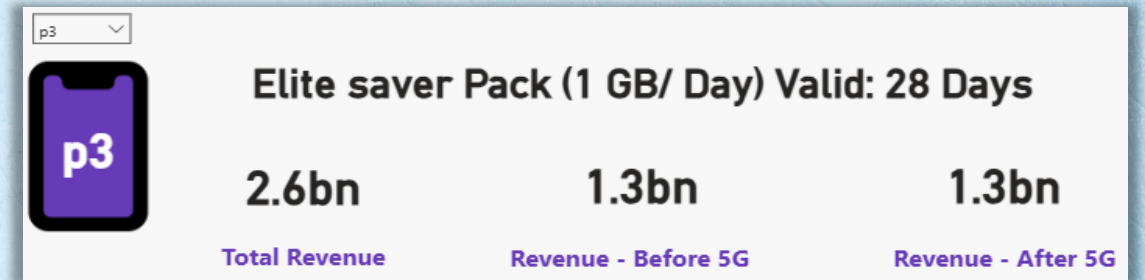 p3
p3
Elite saver Pack (1 GB/ Day) Valid: 28 Days
2.6bn
1.3bn
1.3bn
Total Revenue
Revenue - Before 5G
Revenue - After 5G